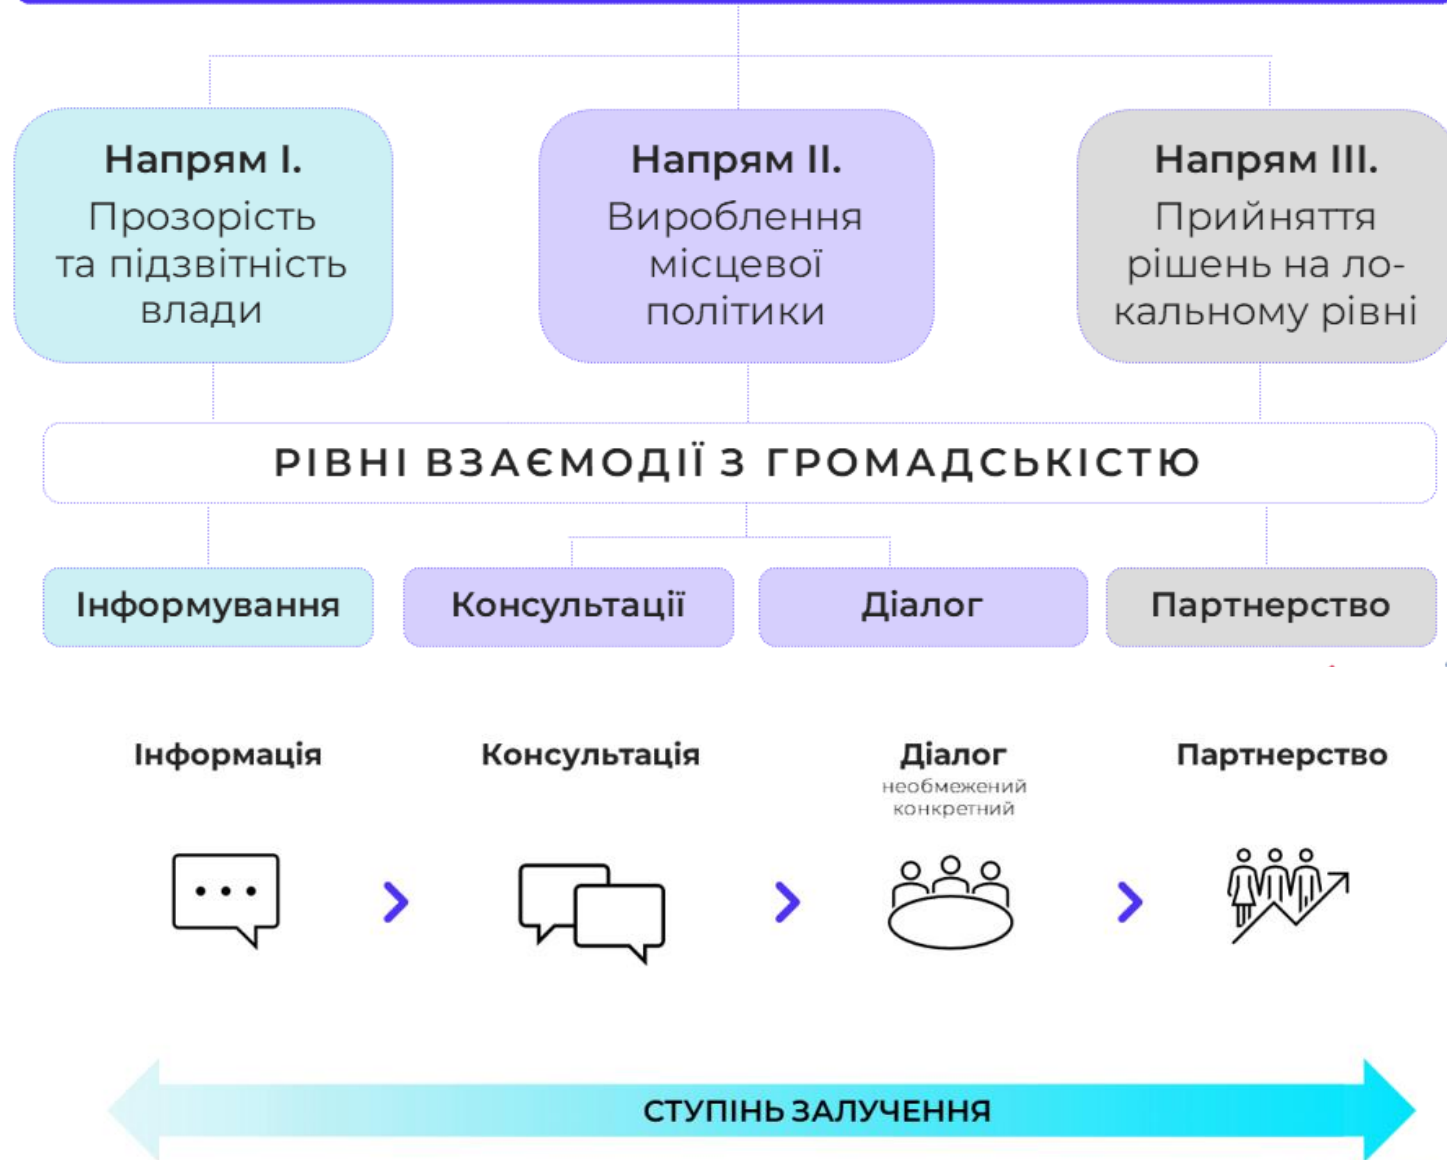 Напрям I.
Прозорість
та підзвітність
влади
Напрям II.
Вироблення
місцевої
політики
Напрям III.
Прийняття
рішень на ло-
кальному рівні
РІВНІ ВЗАЄМОДІЇ З ГРОМАДСЬКІСТЮ
Інформування
Консультації
Діалог
Партнерство
Інформація
Консультація
Діалог
необмежений
конкретний
Партнерство
СТУПІНЬ ЗАЛУЧЕННЯ